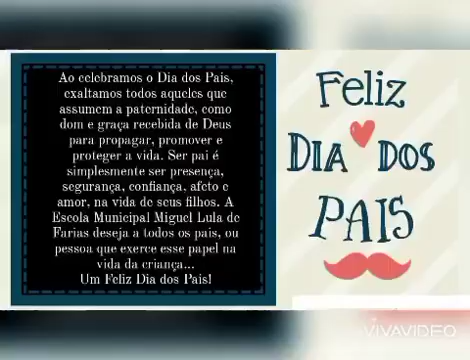 Ao celebramos o Dia dos Pais,
exaltamos todos aqueles que
assumem a paternidade, como
dom e graça recebida de Deus
para propagar, promover e
proteger a vida. Ser pai é
simplesmente ser presença,
segurança, confiança, afeto e
amor, na vida de seus filhos. A
Escola Municipal Miguel Lula de
Farias deseja a todos os pais, ou
pessoa que exerce esse papel na
vida da criança...
Um Feliz Dia dos Pais!
Feliz
DIA DOS
PAIS
VIVAVIDEO